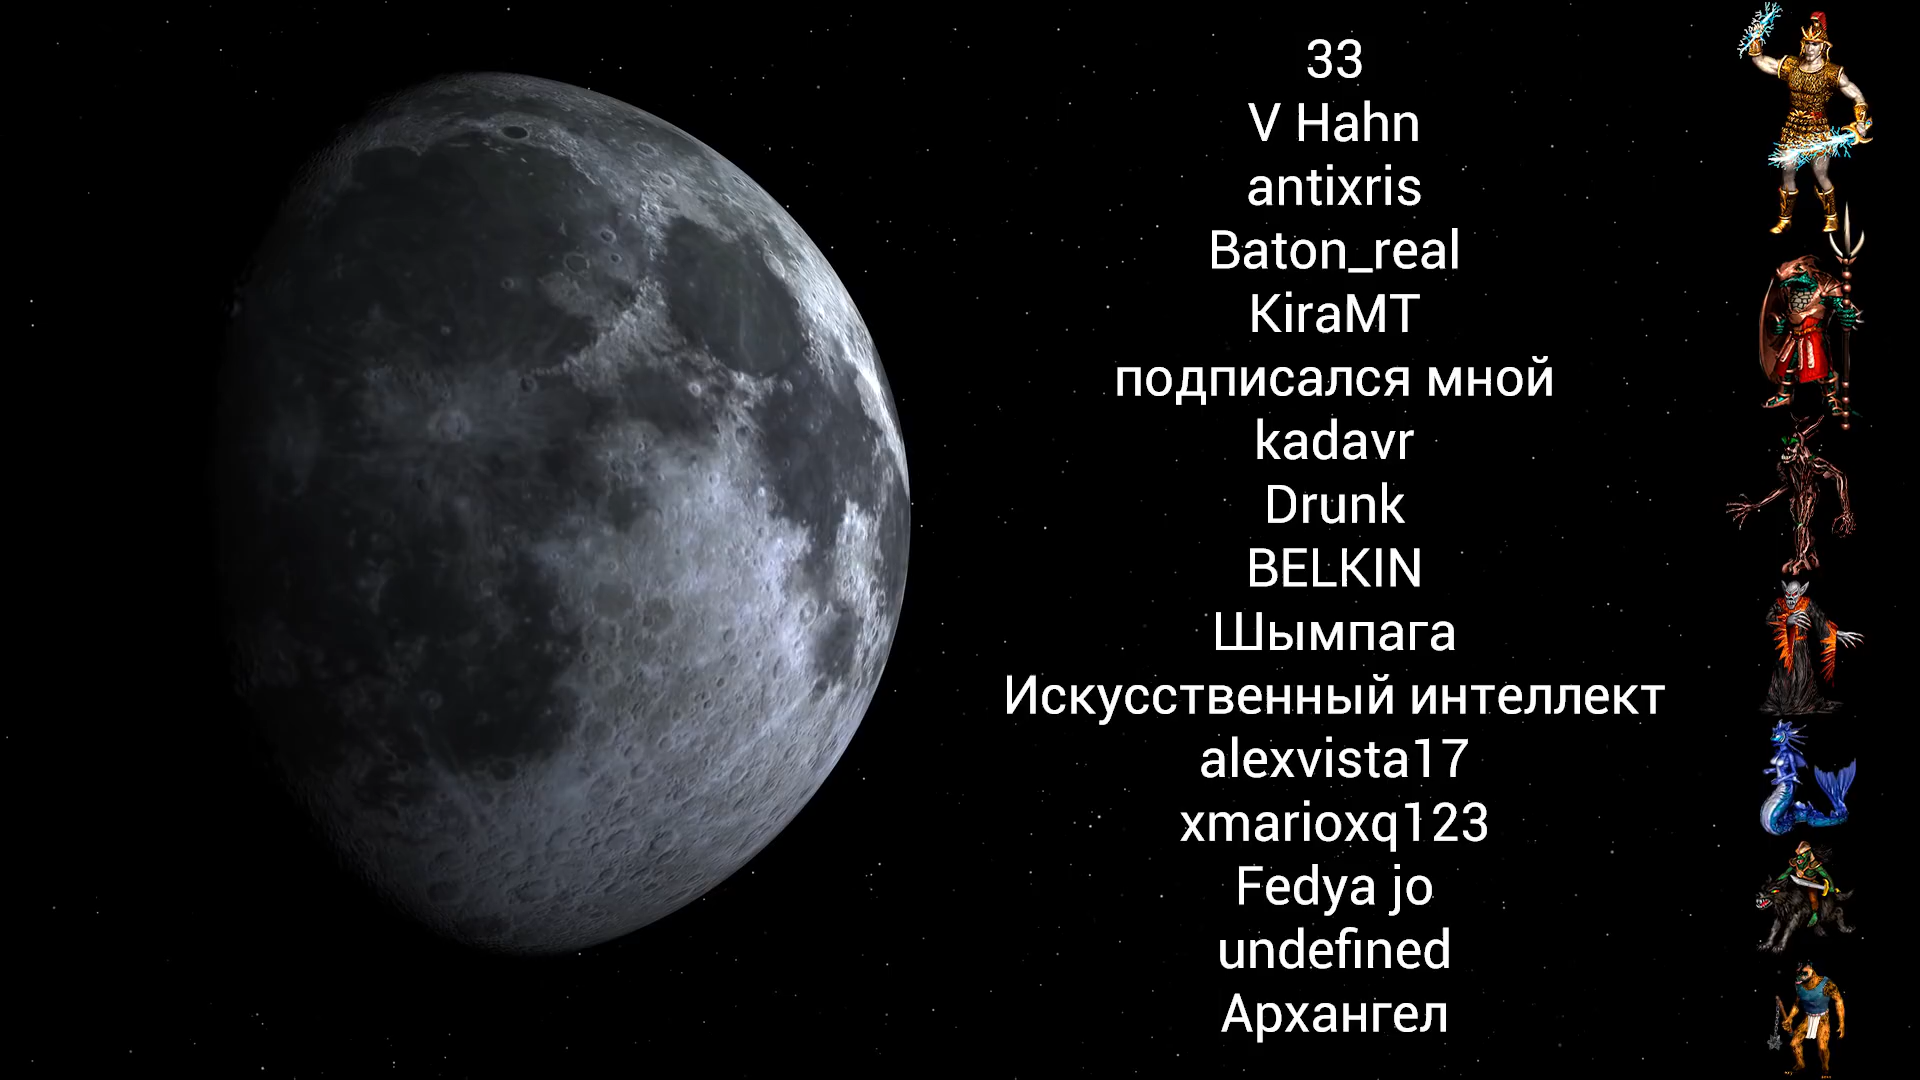 33
V Hahn
antixris
Baton_real
KiraMT
подписался мной
kadavr
Drunk
BELKIN
Шымпага
Искусственный интеллект
alexvista17
xmarioxq123
Fedya jo
undefined
Архангел